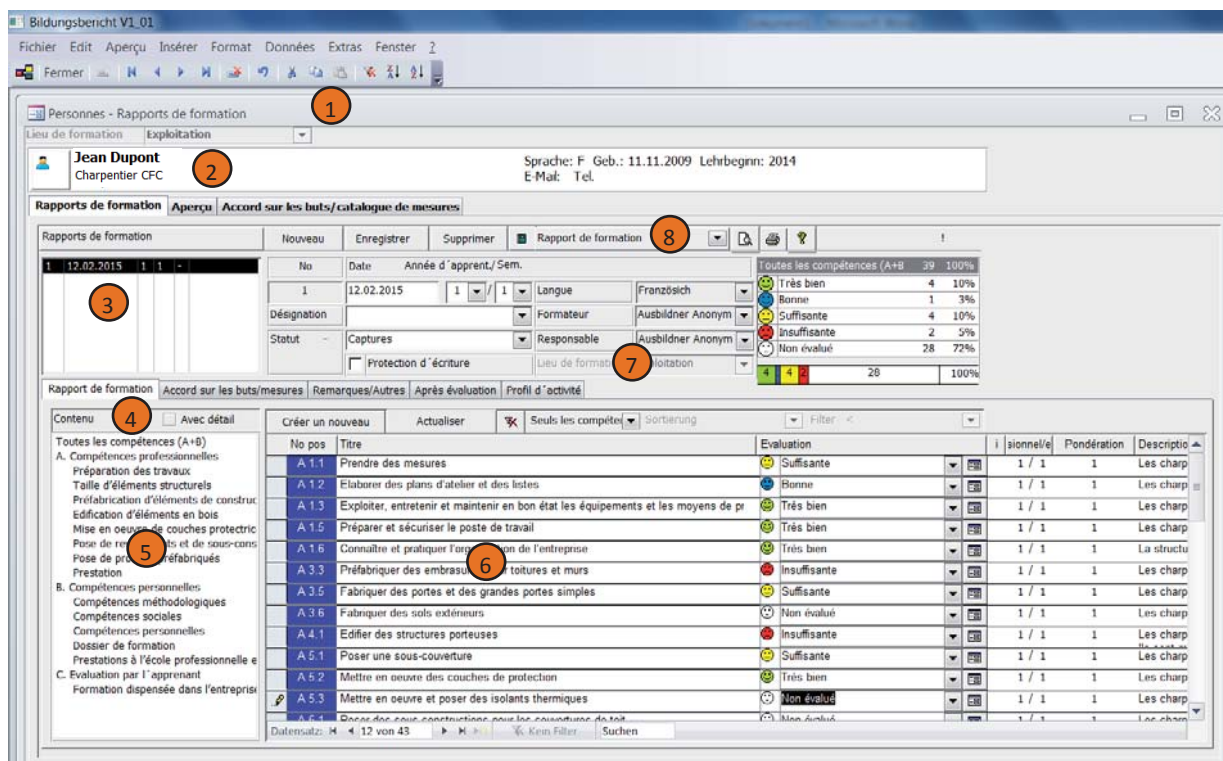 Bildungsbericht V1_01
Fichier Edit Aperçu Insérer Format Données Extras Fenster ?
Fermer
1
Personnes - Rapports de formation
Lieu de formation Exploitation
Jean Dupont
2
Charpentier CFC
Sprache: F Geb.: 11.11.2009 Lehrbeginn: 2014
E-Mail: Tel.
Rapports de formation Aperçu Accord sur les buts/catalogue de mesures
Rapports de formation Nouveau Enregistrer Supprimer Rapport de formation 8 ? !
1 12.02.2015 1 1 -
3
No Date Année d´apprent./Sem.
1 12.02.2015 1 / 1 Langue Französich
Désignation Formateur Ausbildner Anonym
Statut - Captures Responsable Ausbildner Anonym
Protection d´écriture Lieu de formation 7
Toutes les compétences (A+B 39 100%
Très bien 4 10%
Bonne 1 3%
Suffisante 4 10%
Insuffisante 2 5%
Non évalué 28 72%
4 4 2 28 100%
Rapport de formation Accord sur les buts/mesures Remarques/Autres Après évaluation Profil d´activité
Contenu 4 Avec détail
Créer un nouveau Actualiser Seuls les compéte Sortierung Filter <
Toutes les compétences (A+B)
A. Compétences professionnelles
Préparation des travaux
Taille d'éléments structurels
Préfabrication d'éléments de construc
Edification d'éléments en bois
Mise en oeuvre de couches protectric
Pose de et de sous-cons
5
Pose de préfabriqués
Prestation
B. Compétences personnelles
Compétences méthodologiques
Compétences sociales
Compétences personnelles
Dossier de formation
Prestations à l'école professionnelle e
C. Evaluation par l´apprenant
Formation dispensée dans l'entreprise
No pos Titre Evaluation i sionnel/e Pondération Descriptio
A 1.1 Prendre des mesures Suffisante 1 / 1 1 Les charp
A 1.2 Elaborer des plans d'atelier et des listes Bonne 1 / 1 1 Les charp
A 1.3 Exploiter, entretenir et maintenir en bon état les équipements et les moyens de pr Très bien 1 / 1 1 Les charp
A 1.5 Préparer et sécuriser le poste de travail Très bien 1 / 1 1 Les charp
A 1.6 Connaître et pratiquer de l'entreprise Très bien 1 / 1 1 La structu
6
A 3.3 Préfabriquer des toitures et murs Insuffisante 1 / 1 1 Les charp
A 3.5 Fabriquer des portes et des grandes portes simples Suffisante 1 / 1 1 Les charp
A 3.6 Fabriquer des sols extérieurs Non évalué 1 / 1 1 Les charp
A 4.1 Edifier des structures porteuses Insuffisante 1 / 1 1 Les charp
A 5.1 Poser une sous-couverture Suffisante 1 / 1 1 Les charp
A 5.2 Mettre en oeuvre des couches de protection Très bien 1 / 1 1 Les charp
A 5.3 Mettre en oeuvre et poser des isolants thermiques Non évalué 1 / 1 1 Les charp
Datensatz: 12 von 43 Kein Filter Suchen